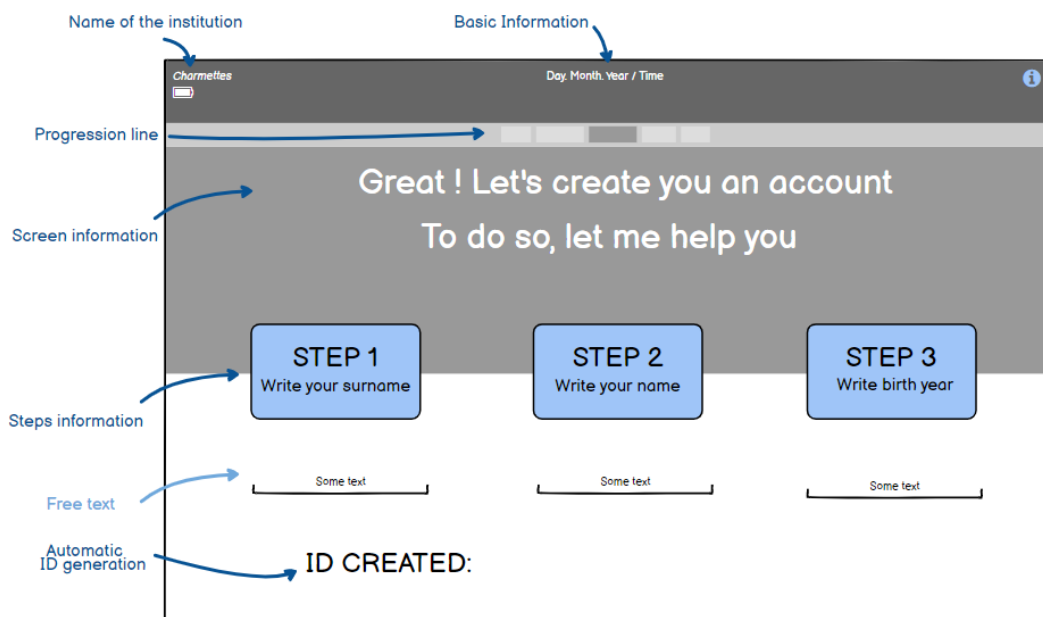 Name of the institution
Basic Information
Charmettes
Day. Month. Year / Time
i
Progression line
Great ! Let's create you an account
To do so, let me help you
Screen information
STEP 1
Write your surname
STEP 2
Write your name
STEP 3
Write birth year
Steps information
Some text
Some text
Some text
Free text
Automatic
ID generation
ID CREATED: